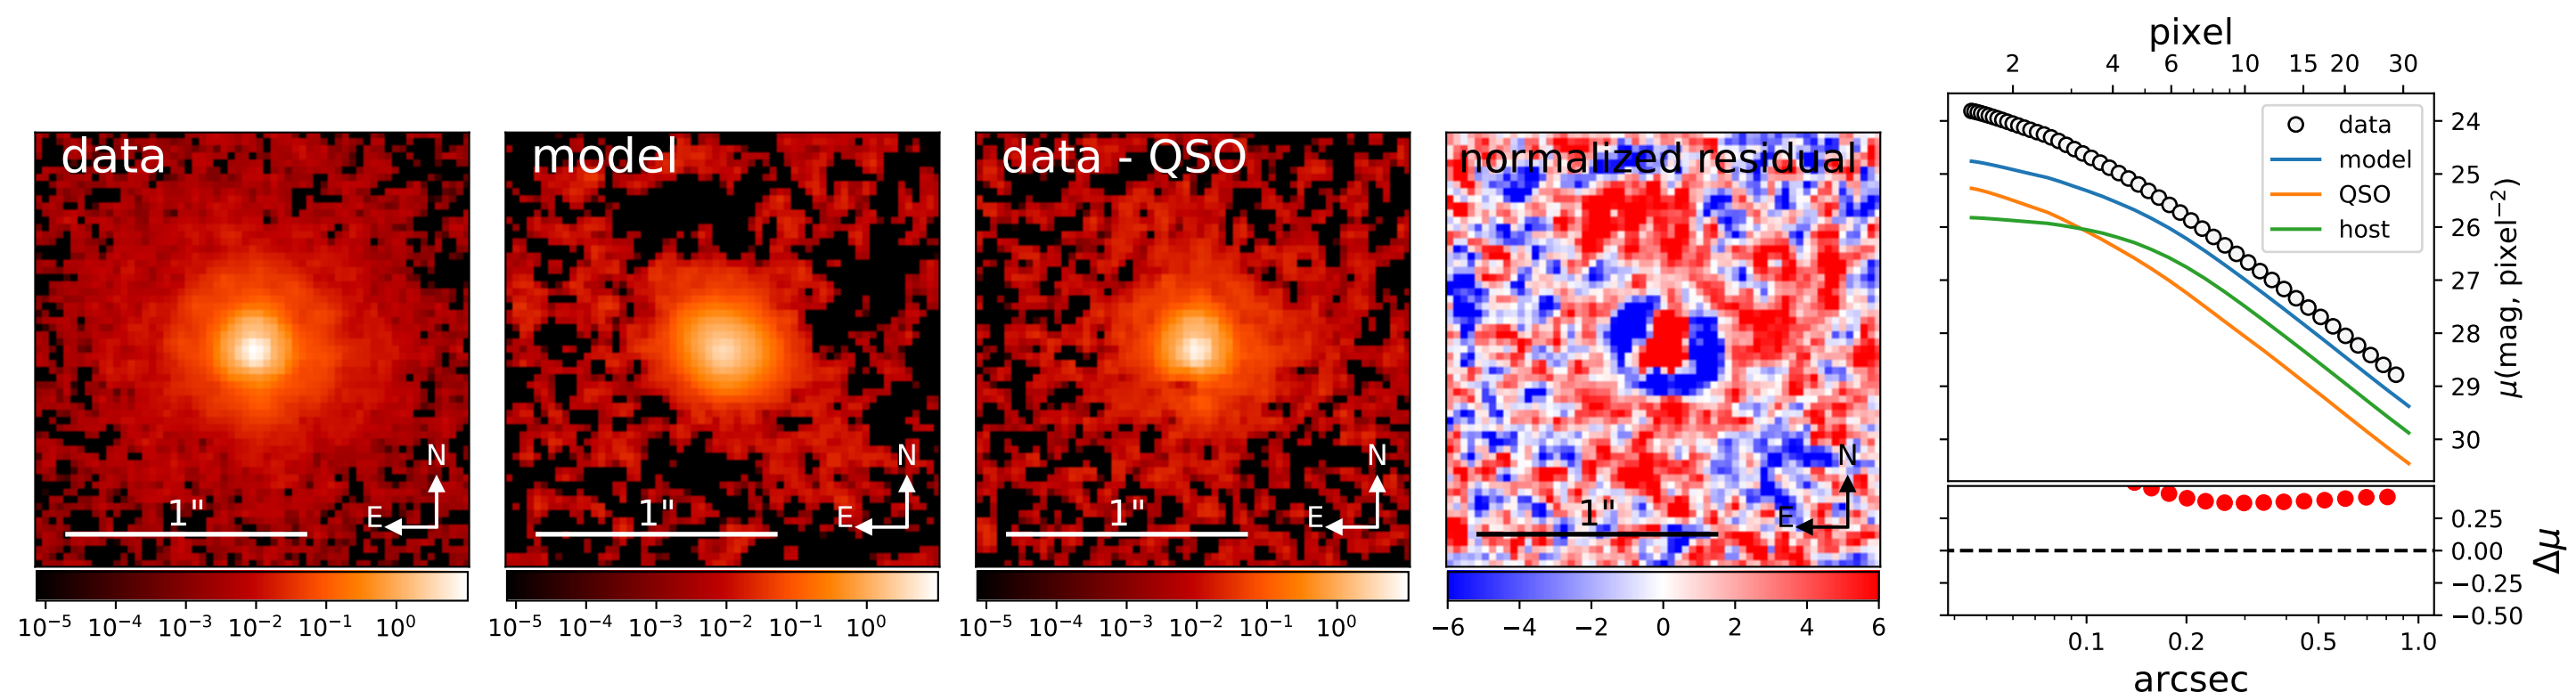 data
N
E
1"
10⁻⁵ 10⁻⁴ 10⁻³ 10⁻² 10⁻¹ 10⁰
model
N
E
1"
10⁻⁵ 10⁻⁴ 10⁻³ 10⁻² 10⁻¹ 10⁰
data - QSO
N
E
1"
10⁻⁵ 10⁻⁴ 10⁻³ 10⁻² 10⁻¹ 10⁰
normalized residual
N
E
1"
−6 −4 −2 0 2 4 6
pixel
2 4 6 10 15 20 30
data
model
QSO
host
24
25
26
27
28
29
30
μ(mag, pixel⁻²)
0.25
0.00
−0.25
−0.50
Δμ
0.1 0.2 0.5 1.0
arcsec